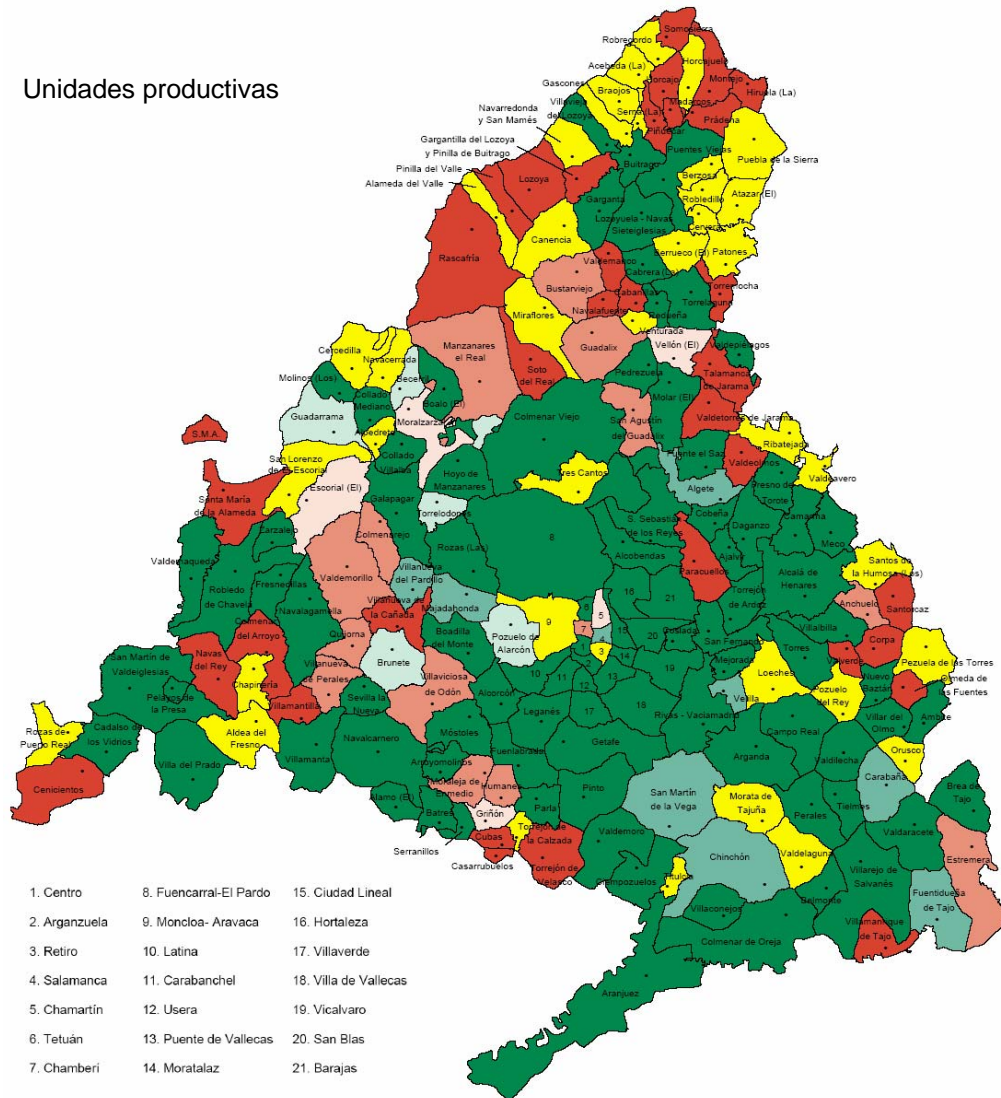 Unidades productivas
Somosierra
Robregordo
Acebeda (La)
Horcajuelo
Horcajo
Montejo
Hiruela (La)
Gascones
Braojos
Madarcos
Villavieja
del Lozoya
Serna (La)
Prádena
Piñuecar
Navarredonda
y San Mamés
Puentes Viejas
Gargantilla del Lozoya
y Pinilla de Buitrago
Buitrago
Puebla de la Sierra
Pinilla del Valle
Lozoya
Berzosa
Alameda del Valle
Garganta
Robledillo
Atazar (El)
Lozoyuela - Navas
Sieteiglesias
Cervera
Canencia
Berrueco (El)
Patones
Rascafría
Valdemanco
Cabrera (La)
Bustarviejo
Torremocha
Cabanillas
Torrelaguna
Navalafuente
Redueña
Miraflores
Venturada
Guadalix
Vellón (El)
Valdepiélagos
Cercedilla
Navacerrada
Manzanares
el Real
Molinos (Los)
Becerril
Soto
del Real
Pedrezuela
Talamanca
de Jarama
Collado
Mediano
Boalo (El)
Molar (El)
Guadarrama
Moralzarzal
Colmenar Viejo
San Agustín
del Guadalix
Valdetorres de Jarama
S.M.A.
Alpedrete
Ribatejada
San Lorenzo
de El Escorial
Collado
Villalba
Fuente el Saz
Valdeolmos
Hoyo de
Manzanares
Tres Cantos
Valdeavero
Santa María
de la Alameda
Escorial (El)
Galapagar
Algete
Fresno de
Torote
Torrelodones
Cobeña
Camarma
Zarzalejo
Colmenarejo
S. Sebastián
de los Reyes
Daganzo
Meco
Valdemaqueda
Rozas (Las)
8
Alcobendas
Ajalvir
Robledo
de Chavela
Fresnedillas
Valdemorillo
Villanueva
del Pardillo
Paracuellos
Alcalá de
Henares
Santos de
la Humosa (Los)
Navalagamella
Villanueva de
la Cañada
Majadahonda
16
21
Torrejón
de Ardoz
Anchuelo
Santorcaz
Colmenar
del Arroyo
Quijorna
Boadilla
del Monte
Pozuelo de
Alarcón
9
6
5
7
4
15
20
Coslada
San Fernando
Villalbilla
Corpa
San Martín de
Valdeiglesias
Navas
del Rey
Brunete
1
3
2
14
19
Mejorada
Torres
Valverde
Pezuela de las Torres
Chapinería
Villanueva
de Perales
Villaviciosa
de Odón
10
11
12
13
Loeches
Nuevo
Baztán
Olmeda de
las Fuentes
Pelayos de
la Presa
Villamantilla
Sevilla la
Nueva
Alcorcón
Leganés
17
18
Velilla
Pozuelo
del Rey
Rozas de
Puerto Real
Cadalso de
los Vidrios
Aldea del
Fresno
Móstoles
Rivas - Vaciamadrid
Villar del
Olmo
Ambite
Navalcarnero
Getafe
Campo Real
Villa del Prado
Villamanta
Fuenlabrada
Arganda
Valdilecha
Orusco
Arroyomolinos
Moraleja de
Enmedio
Humanes
Pinto
Carabaña
Cenicientos
Alamo (El)
San Martín
de la Vega
Morata de
Tajuña
Brea de
Tajo
Batres
Griñón
Parla
Perales
Tielmes
Serranillos
Cubas
Torrejón de
la Calzada
Valdemoro
Valdaracete
Casarrubuelos
Torrejón de
Velasco
Chinchón
Valdelaguna
Estremera
Ciempozuelos
Titulcia
Villarejo de
Salvanés
Fuentidueña
de Tajo
Villaconejos
Belmonte
Villamanrique
de Tajo
Colmenar de Oreja
Aranjuez
1. Centro
2. Arganzuela
3. Retiro
4. Salamanca
5. Chamartín
6. Tetuán
7. Chamberí
8. Fuencarral-El Pardo
9. Moncloa- Aravaca
10. Latina
11. Carabanchel
12. Usera
13. Puente de Vallecas
14. Moratalaz
15. Ciudad Lineal
16. Hortaleza
17. Villaverde
18. Villa de Vallecas
19. Vicalvaro
20. San Blas
21. Barajas